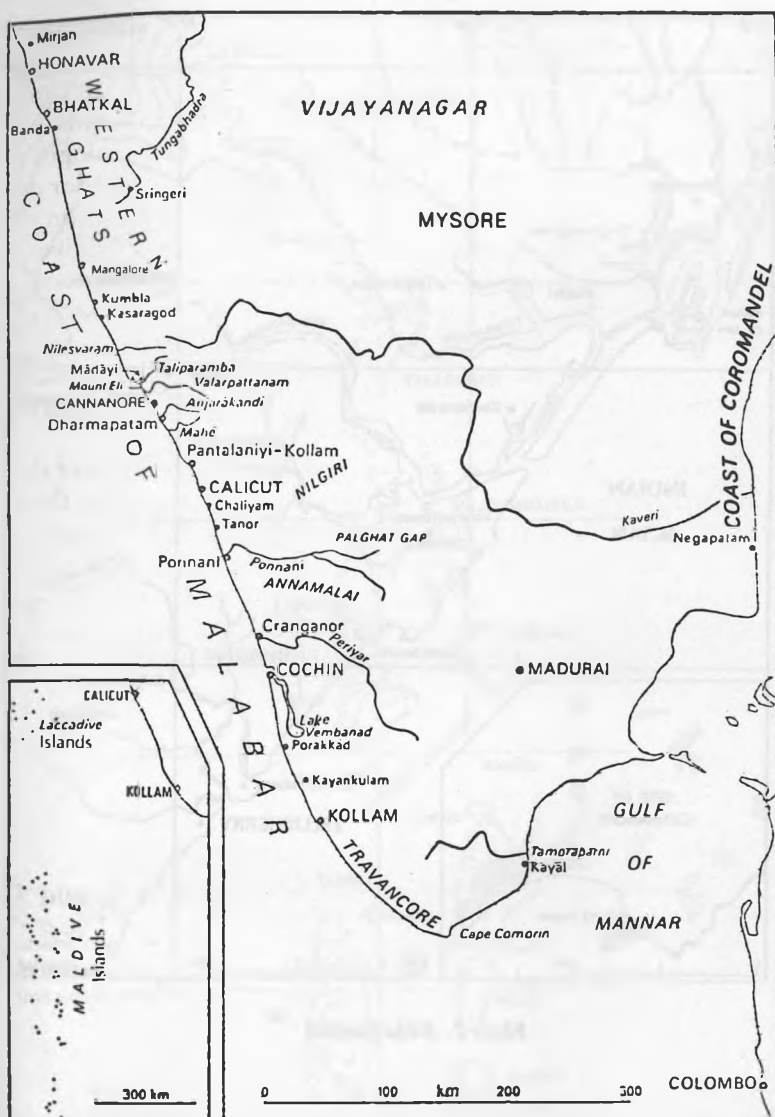 Mirjan
HONAVAR
BHATKAL
Banda
WESTERN
GHATS
Tungabhadra
Sringeri
VIJAYANAGAR
MYSORE
COAST OF MALABAR
Mangalore
Kumbla
Kasaragod
Nilesvaram
Mādāyi
Taliparamba
Mount Eli
Valarpattanam
CANNANORE
Anjarakandi
Dharmapatam
Mahé
Pantalaniyi-Kollam
CALICUT
NILGIRI
Chaliyam
Tanor
PALGHAT GAP
Ponnani
Ponnani
ANNAMALAI
Kaveri
COAST OF COROMANDEL
Negapatam
Cranganor
Periyar
COCHIN
MADURAI
Lake
Vembanad
Porakkad
Kayankulam
KOLLAM
TRAVANCORE
Tamoraparni
Kayāl
Cape Comorin
GULF
OF
MANNAR
COLOMBO
CALICUT
Laccadive
Islands
KOLLAM
MALDIVE
Islands
300 km
0 100 km 200 300